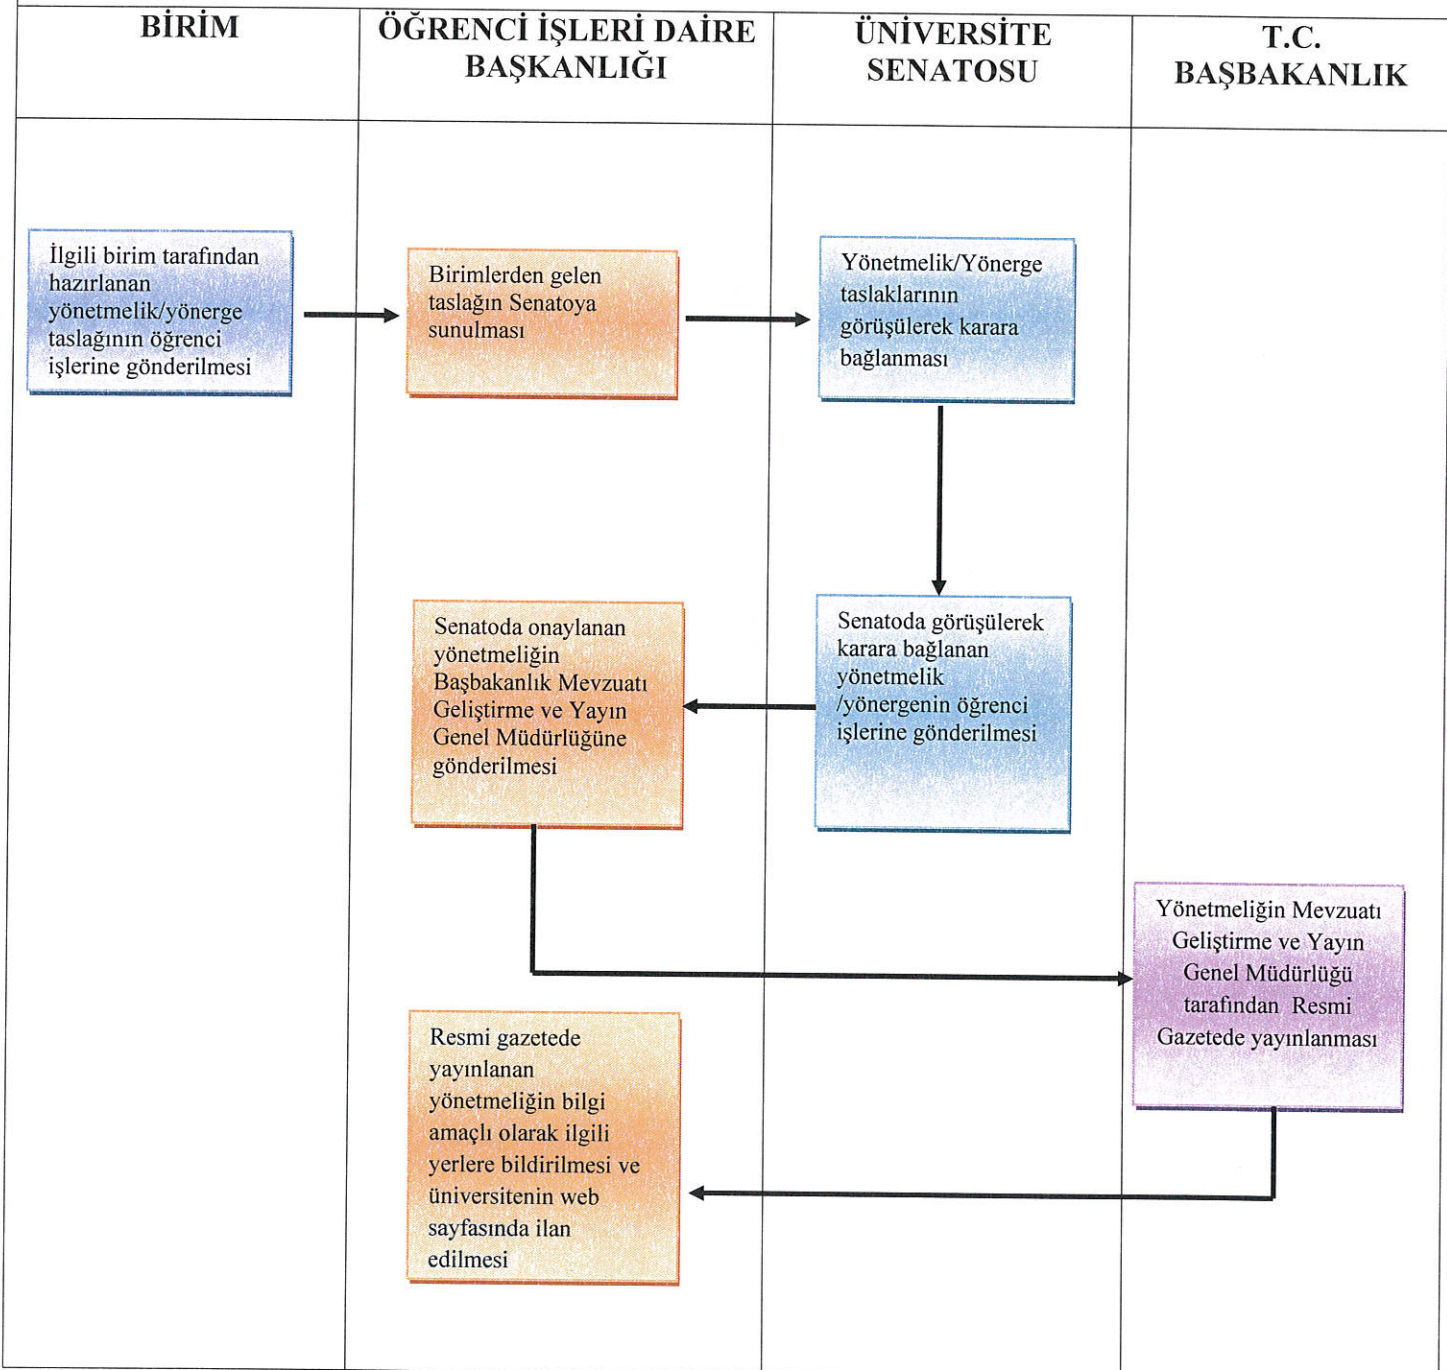 BİRİM
ÖĞRENCİ İŞLERİ DAİRE
BAŞKANLIĞI
ÜNİVERSİTE
SENATOSU
T.C.
BAŞBAKANLIK
İlgili birim tarafından
hazırlanan
yönetmelik/yönerge
taslağının öğrenci
işlerine gönderilmesi
Birimlerden gelen
taslağın Senatoya
sunulması
Yönetmelik/Yönerge
taslaklarının
görüşülerek karara
bağlanması
Senatoda onaylanan
yönetmeliğin
Başbakanlık Mevzuatı
Geliştirme ve Yayın
Genel Müdürlüğüne
gönderilmesi
Senatoda görüşülerek
karara bağlanan
yönetmelik
/yönergenin öğrenci
işlerine gönderilmesi
Yönetmeliğin Mevzuatı
Geliştirme ve Yayın
Genel Müdürlüğü
tarafından Resmi
Gazetede yayınlanması
Resmi gazetede
yayınlanan
yönetmeliğin bilgi
amaçlı olarak ilgili
yerlere bildirilmesi ve
üniversitenin web
sayfasında ilan
edilmesi